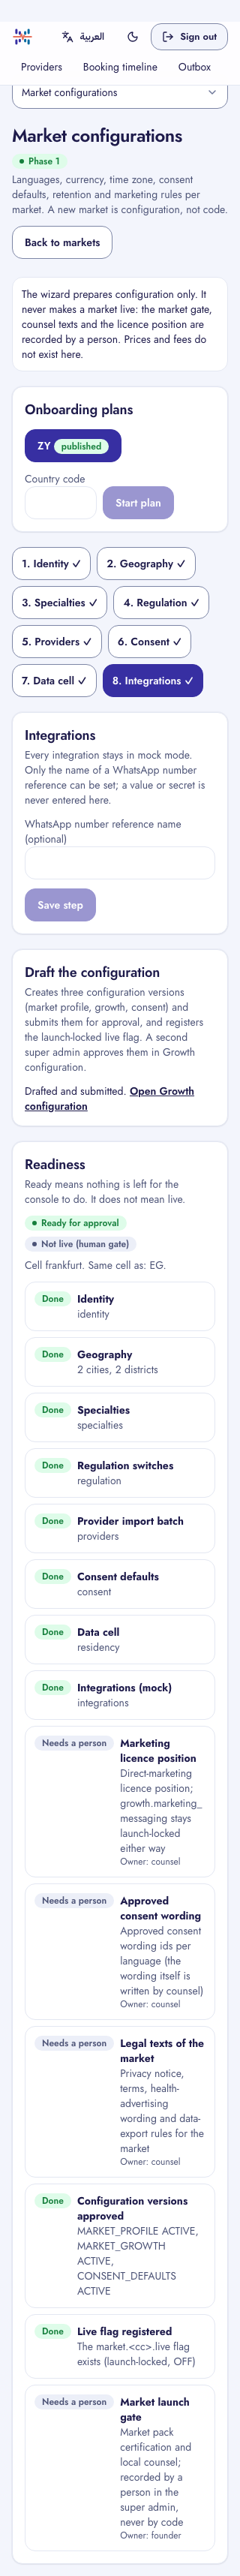 العربية
Sign out
Providers Booking timeline Outbox
Market configurations
Market configurations
Phase 1
Languages, currency, time zone, consent
defaults, retention and marketing rules per
market. A new market is configuration, not code.
Back to markets
The wizard prepares configuration only. It
never makes a market live: the market gate,
counsel texts and the licence position are
recorded by a person. Prices and fees do
not exist here.
Onboarding plans
ZY published
Country code
Start plan
1. Identity ✓
2. Geography ✓
3. Specialties ✓
4. Regulation ✓
5. Providers ✓
6. Consent ✓
7. Data cell ✓
8. Integrations ✓
Integrations
Every integration stays in mock mode.
Only the name of a WhatsApp number
reference can be set; a value or secret is
never entered here.
WhatsApp number reference name
(optional)
Save step
Draft the configuration
Creates three configuration versions
(market profile, growth, consent) and
submits them for approval, and registers
the launch-locked live flag. A second
super admin approves them in Growth
configuration.
Drafted and submitted. Open Growth
configuration
Readiness
Ready means nothing is left for the
console to do. It does not mean live.
Ready for approval
Not live (human gate)
Cell frankfurt. Same cell as: EG.
Done Identity
identity
Done Geography
2 cities, 2 districts
Done Specialties
specialties
Done Regulation switches
regulation
Done Provider import batch
providers
Done Consent defaults
consent
Done Data cell
residency
Done Integrations (mock)
integrations
Needs a person Marketing
licence position
Direct-marketing
licence position;
growth.marketing_
messaging stays
launch-locked
either way
Owner: counsel
Needs a person Approved
consent wording
Approved consent
wording ids per
language (the
wording itself is
written by counsel)
Owner: counsel
Needs a person Legal texts of the
market
Privacy notice,
terms, health-
advertising
wording and data-
export rules for the
market
Owner: counsel
Done Configuration versions
approved
MARKET_PROFILE ACTIVE,
MARKET_GROWTH
ACTIVE,
CONSENT_DEFAULTS
ACTIVE
Done Live flag registered
The market.<cc>.live flag
exists (launch-locked, OFF)
Needs a person Market launch
gate
Market pack
certification and
local counsel;
recorded by a
person in the
super admin,
never by code
Owner: founder